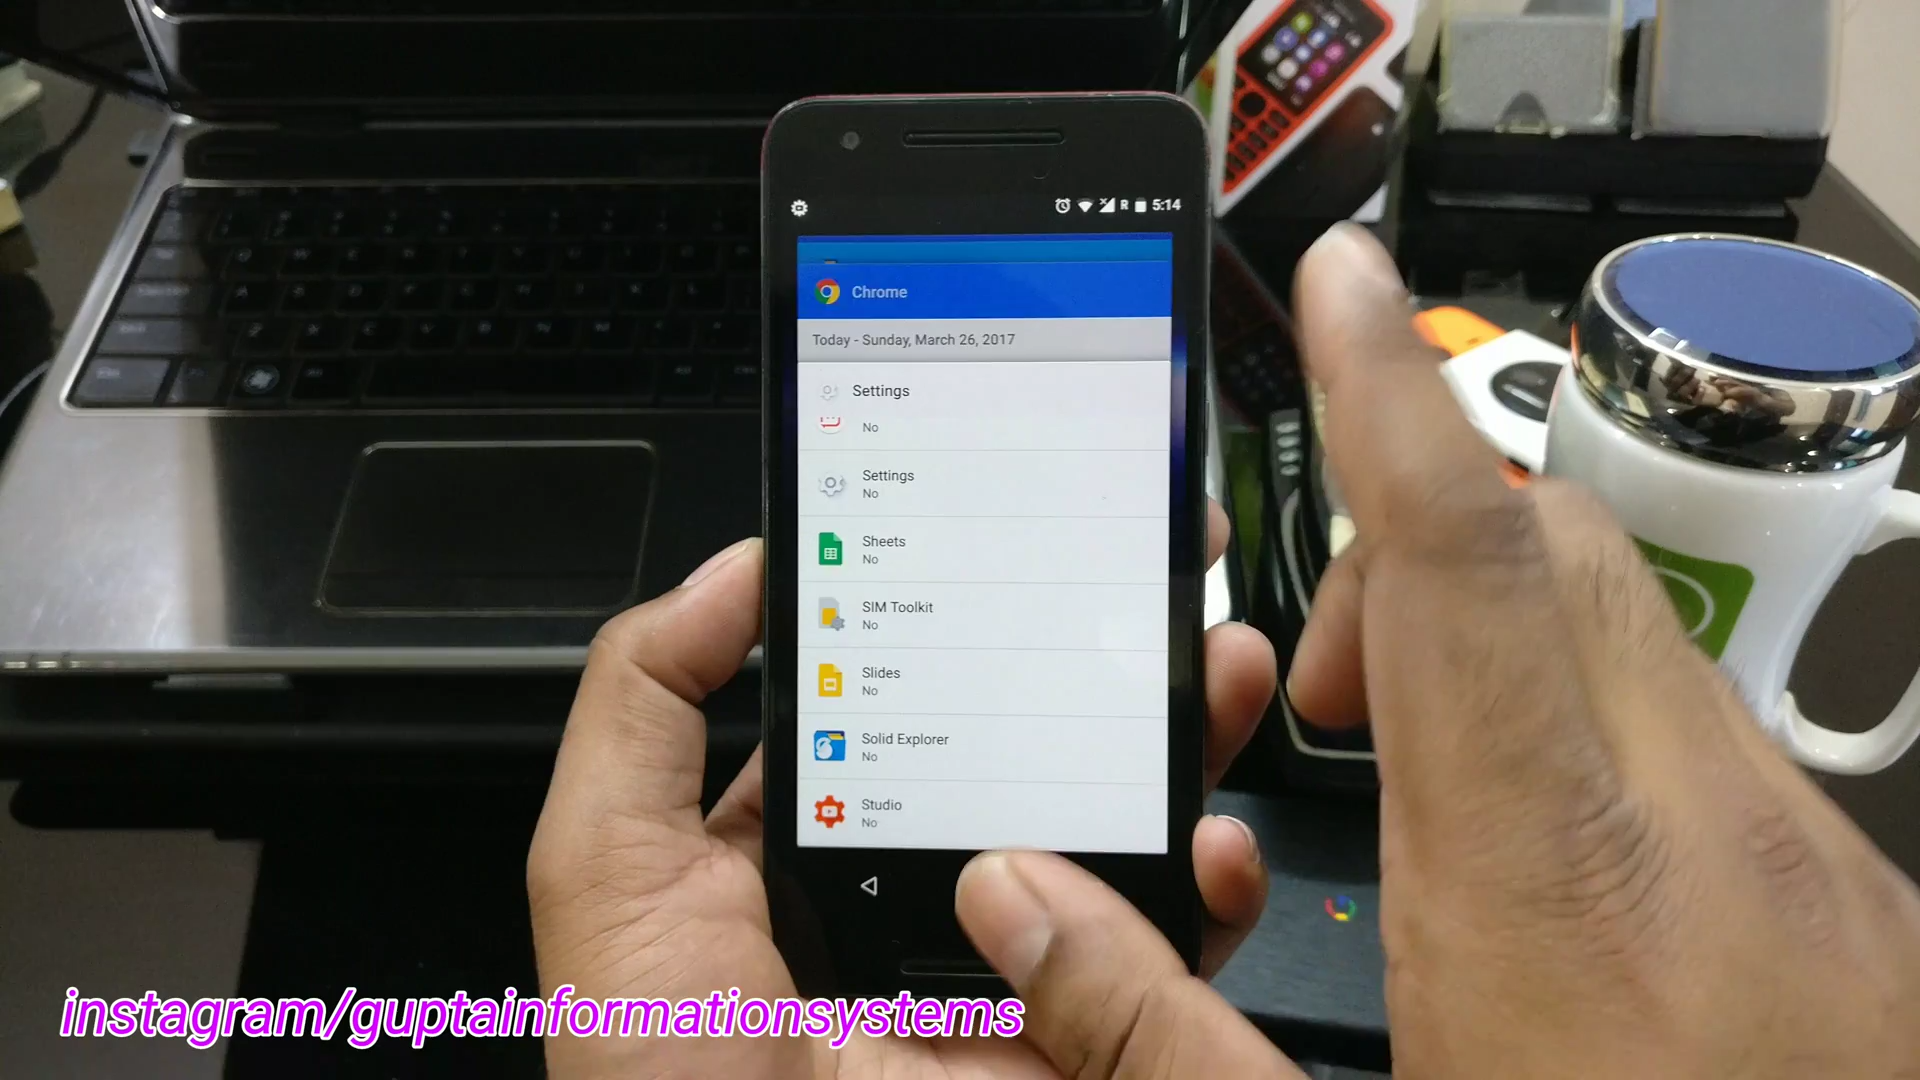 R 5:14
Chrome
Today - Sunday, March 26, 2017
Settings
No
Settings
No
Sheets
No
SIM Toolkit
No
Slides
No
Solid Explorer
No
Studio
No
instagram/guptainformationsystems